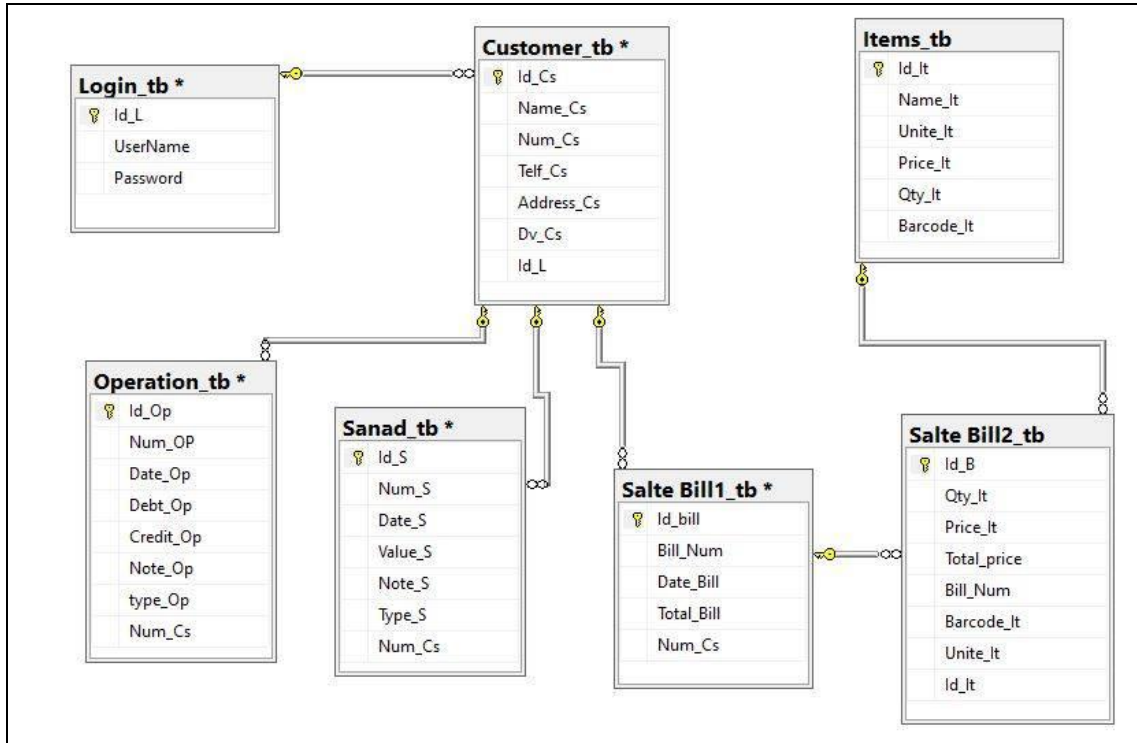 Login_tb *
Id_L
UserName
Password
Customer_tb *
Id_Cs
Name_Cs
Num_Cs
Telf_Cs
Address_Cs
Dv_Cs
Id_L
Items_tb
Id_It
Name_It
Unite_It
Price_It
Qty_It
Barcode_It
Operation_tb *
Id_Op
Num_OP
Date_Op
Debt_Op
Credit_Op
Note_Op
type_Op
Num_Cs
Sanad_tb *
Id_S
Num_S
Date_S
Value_S
Note_S
Type_S
Num_Cs
Salte Bill1_tb *
Id_bill
Bill_Num
Date_Bill
Total_Bill
Num_Cs
Salte Bill2_tb
Id_B
Qty_It
Price_It
Total_price
Bill_Num
Barcode_It
Unite_It
Id_It